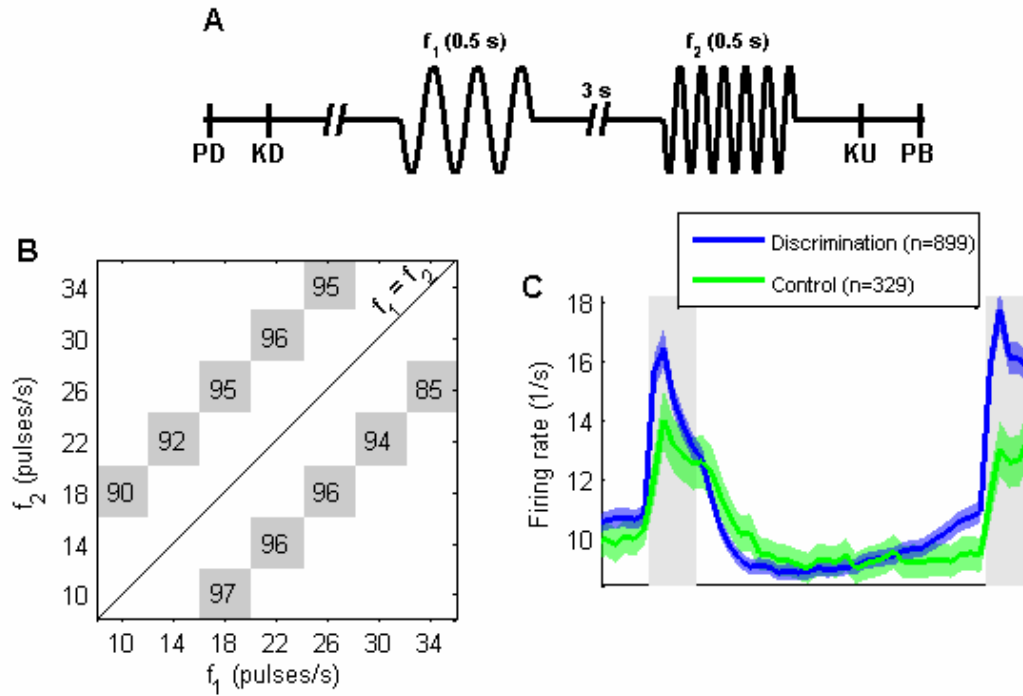 A
f1 (0.5 s)
f2 (0.5 s)
3 s
PD KD KU PB
B
f1 = f2
34 95
30 96
26 95 85
22 92 94
18 90 96
14 96
10 97
f2 (pulses/s)
10 14 18 22 26 30 34
f1 (pulses/s)
Discrimination (n=899)
Control (n=329)
C
18
16
14
12
10
Firing rate (1/s)